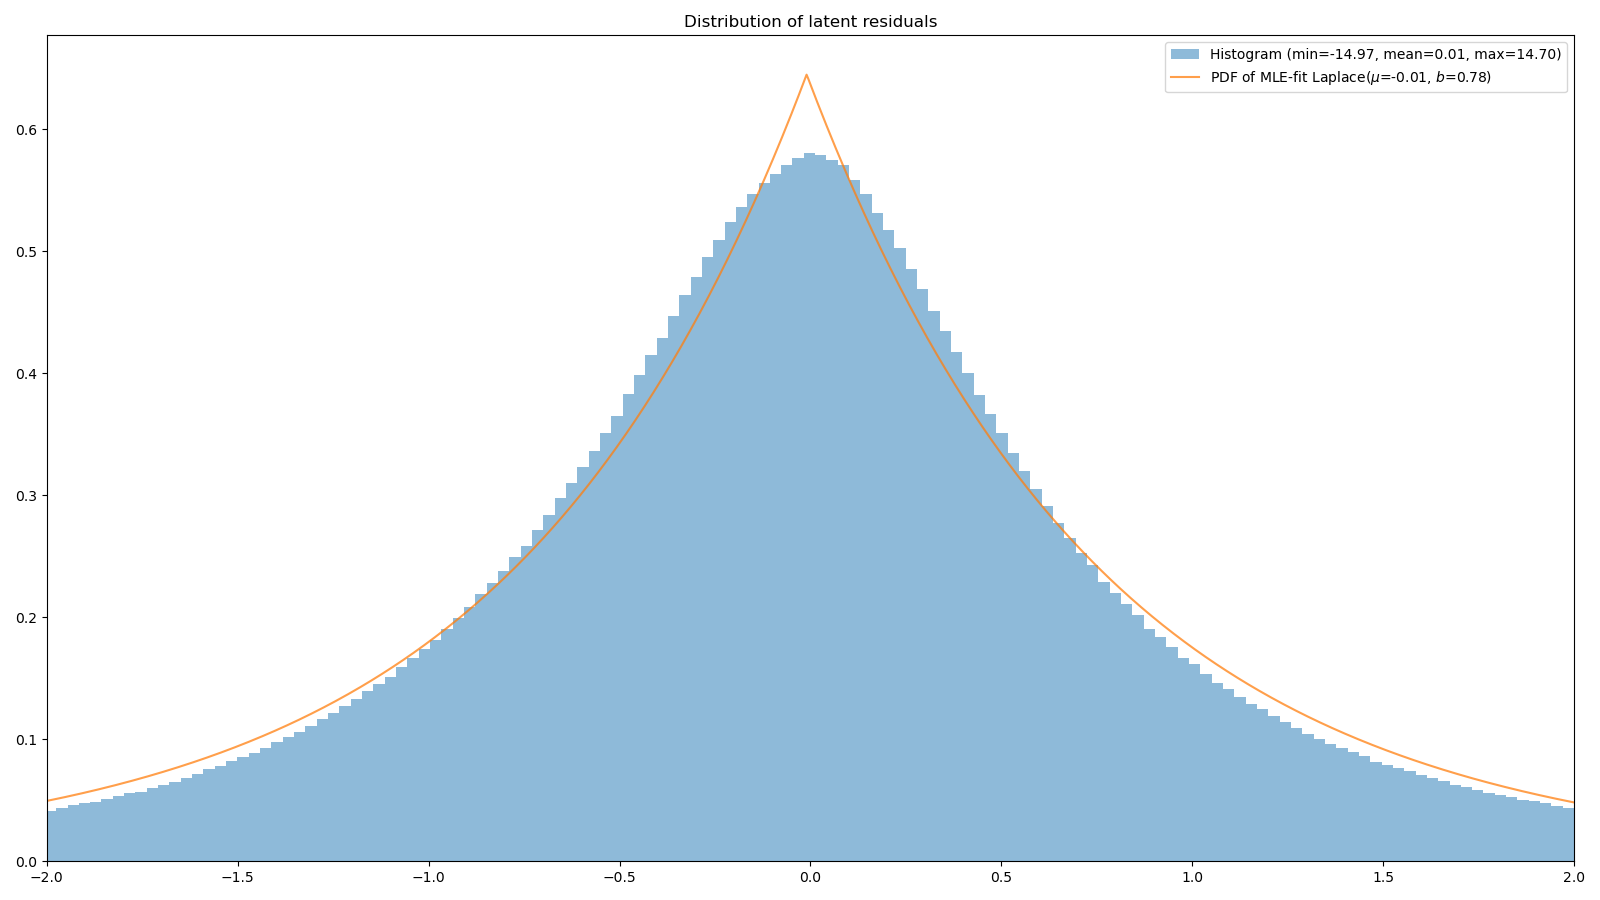 Distribution of latent residuals
Histogram (min=-14.97, mean=0.01, max=14.70)
PDF of MLE-fit Laplace(μ=-0.01, b=0.78)
0.6
0.5
0.4
0.3
0.2
0.1
0.0
−2.0 −1.5 −1.0 −0.5 0.0 0.5 1.0 1.5 2.0